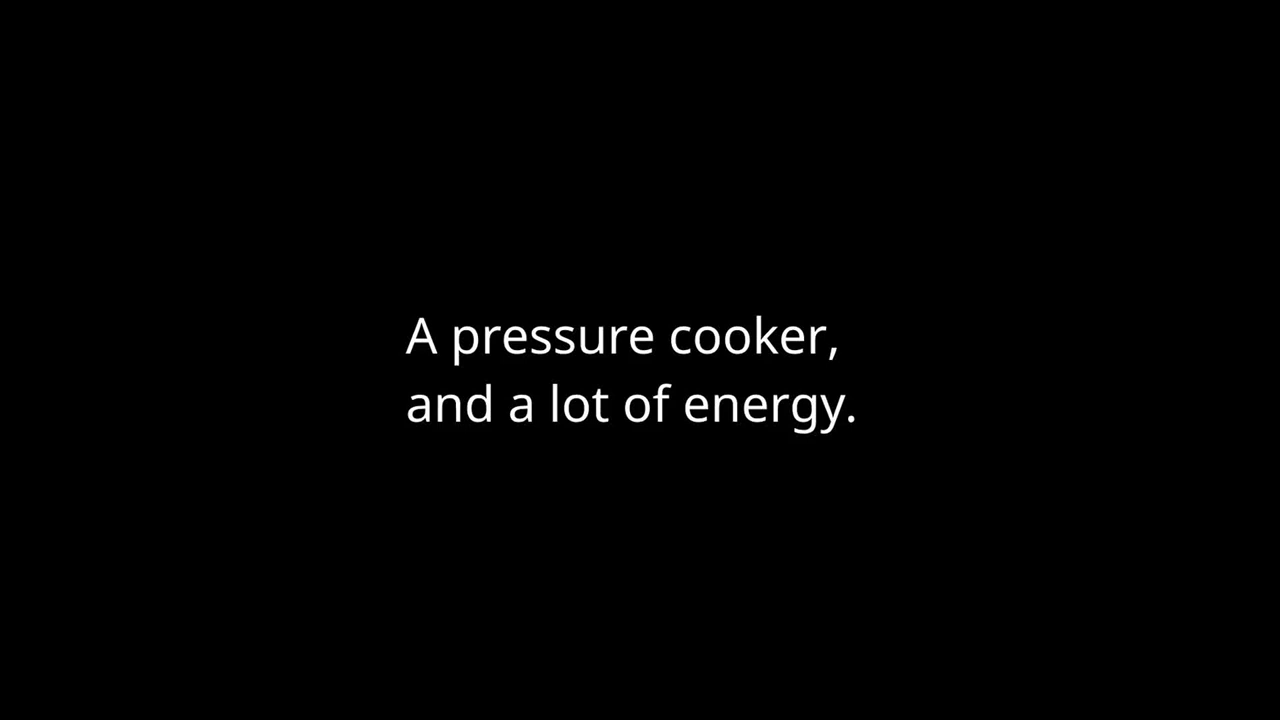 A pressure cooker,
and a lot of energy.